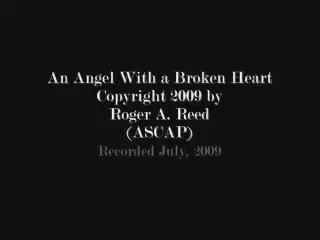 An Angel With a Broken Heart
Copyright 2009 by
Roger A. Reed
(ASCAP)
Recorded July, 2009